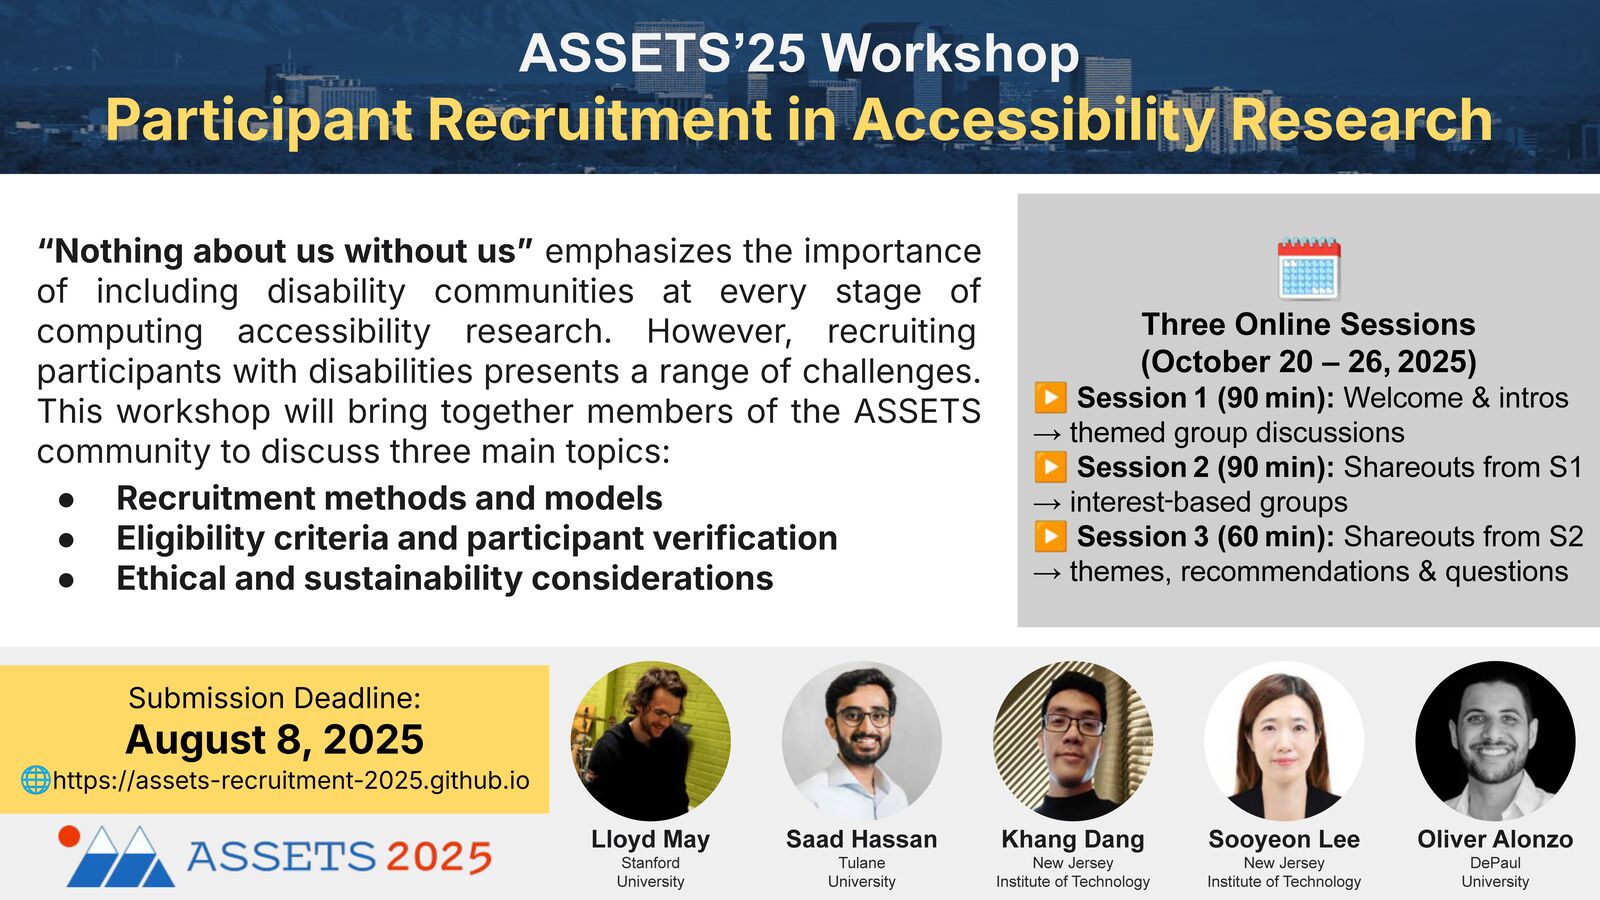 ASSETS’25 Workshop
Participant Recruitment in Accessibility Research
“Nothing about us without us” emphasizes the importance
of including disability communities at every stage of
computing accessibility research. However, recruiting
participants with disabilities presents a range of challenges.
This workshop will bring together members of the ASSETS
community to discuss three main topics:
● Recruitment methods and models
● Eligibility criteria and participant verification
● Ethical and sustainability considerations
Three Online Sessions
(October 20 – 26, 2025)
▶️ Session 1 (90 min): Welcome & intros
→ themed group discussions
▶️ Session 2 (90 min): Shareouts from S1
→ interest-based groups
▶️ Session 3 (60 min): Shareouts from S2
→ themes, recommendations & questions
Submission Deadline:
August 8, 2025
🌐https://assets-recruitment-2025.github.io
ASSETS 2025
Lloyd May
Stanford
University
Saad Hassan
Tulane
University
Khang Dang
New Jersey
Institute of Technology
Sooyeon Lee
New Jersey
Institute of Technology
Oliver Alonzo
DePaul
University